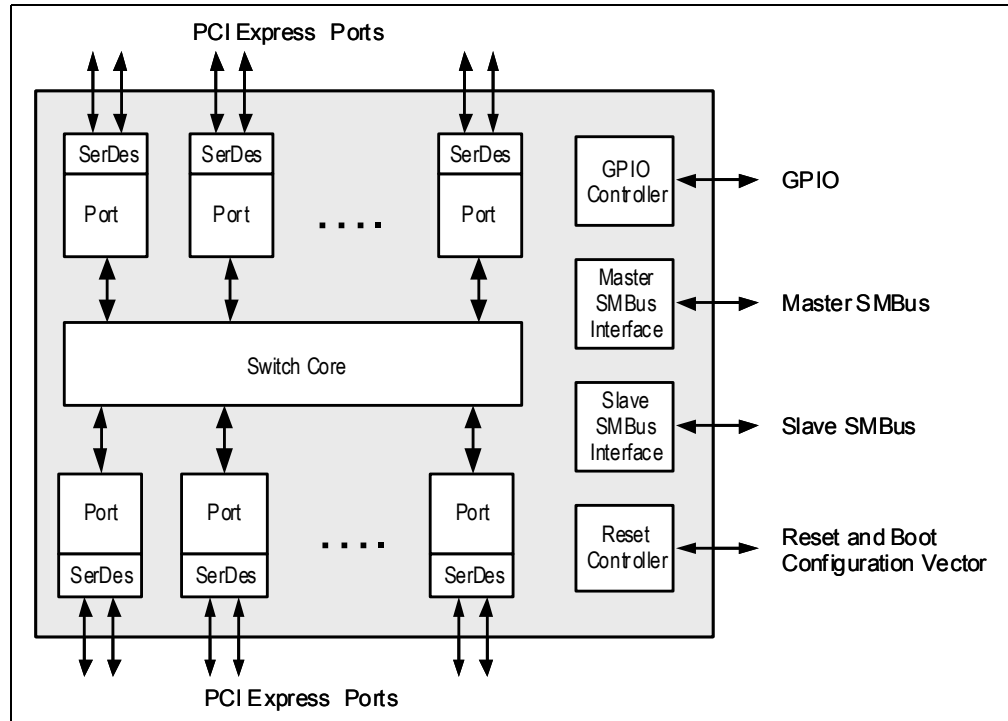 PCI Express Ports
SerDes
SerDes
SerDes
Port
Port
Port
. . . .
GPIO
Controller
GPIO
Master
SMBus
Interface
Master SMBus
Switch Core
Slave
SMBus
Interface
Slave SMBus
Port
Port
Port
. . . .
SerDes
SerDes
SerDes
Reset
Controller
Reset and Boot
Configuration Vector
PCI Express Ports